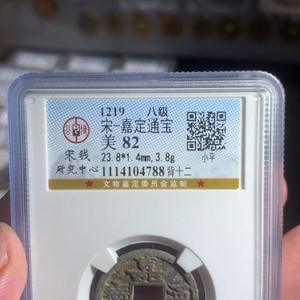 1219 八级
宋-嘉定通宝
美 82
宋钱 23.8*1.4mm, 3.8g 小平
研究中心 1114104788 背十二
★ 文物鉴定委员会监制 ★